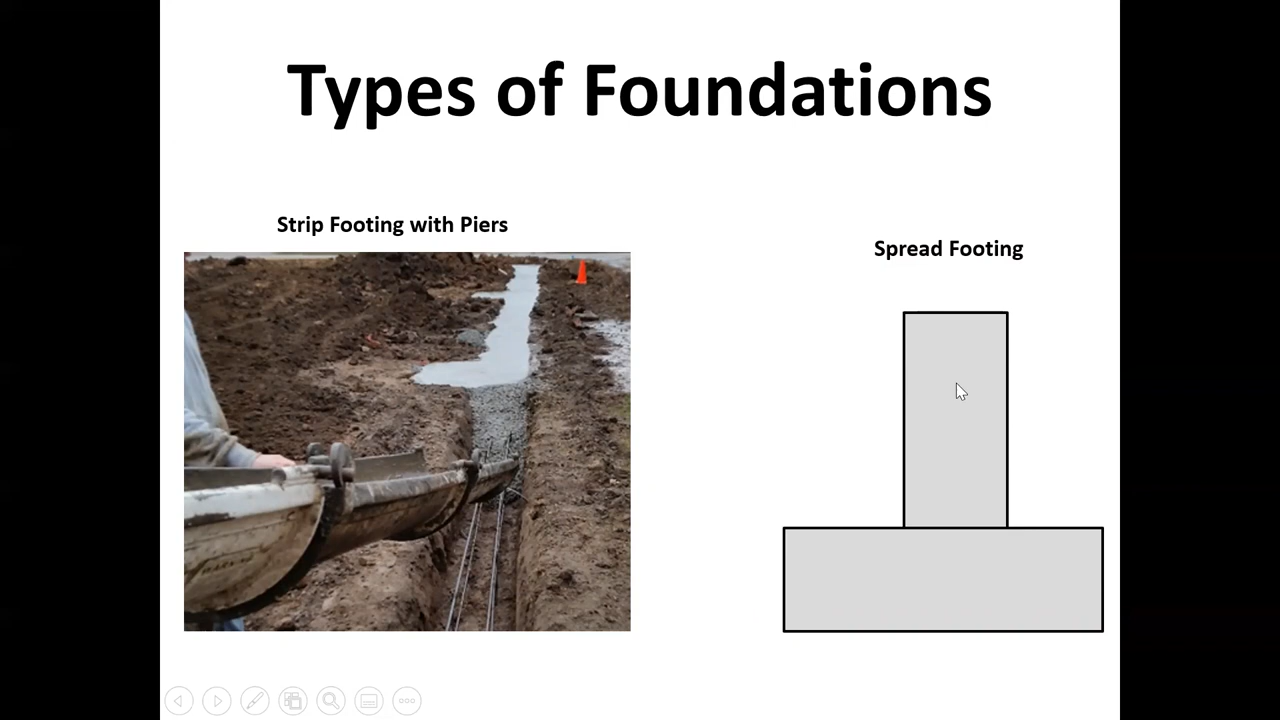 Types of Foundations
Strip Footing with Piers
Spread Footing